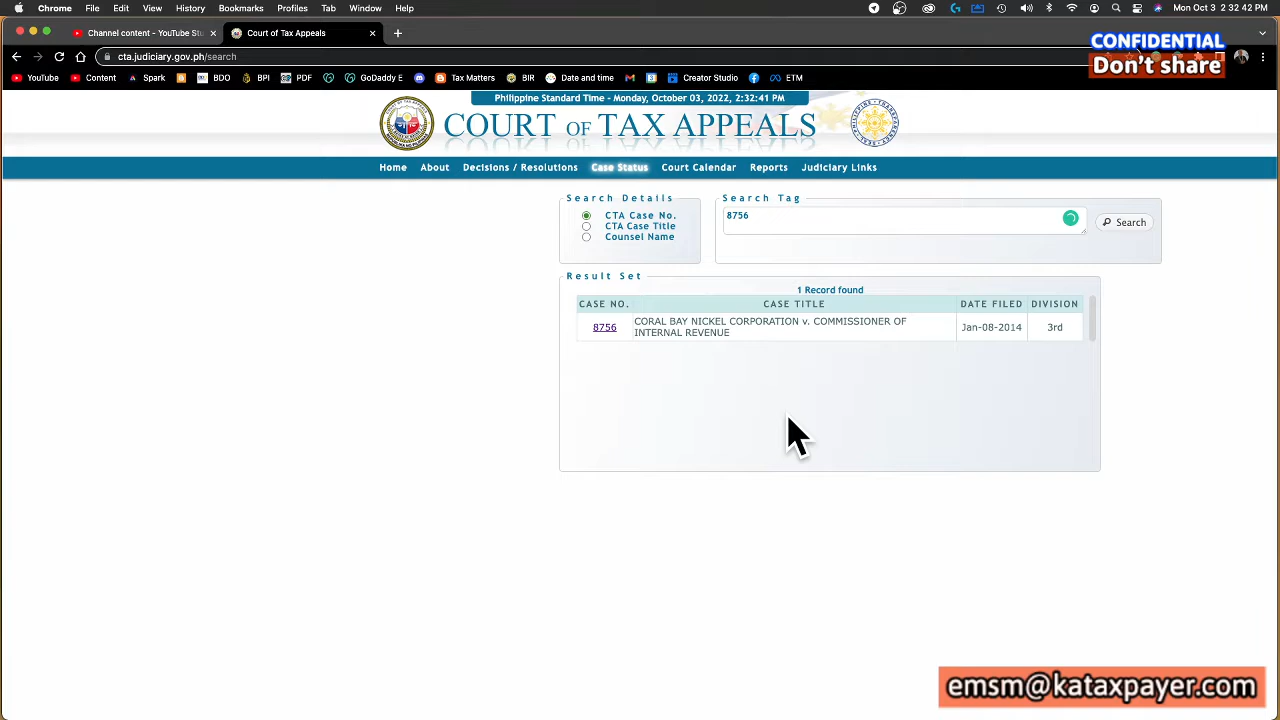 Chrome File Edit View History Bookmarks Profiles Tab Window Help
Mon Oct 3 2:32:42 PM
Channel content - YouTube Stu
Court of Tax Appeals
CONFIDENTIAL
Don't share
cta.judiciary.gov.ph/search
YouTube Content Spark BDO BPI PDF GoDaddy E Tax Matters BIR Date and time Creator Studio ETM
Philippine Standard Time - Monday, October 03, 2022, 2:32:41 PM
COURT OF TAX APPEALS
Home About Decisions / Resolutions Case Status Court Calendar Reports Judiciary Links
Search Details
CTA Case No.
CTA Case Title
Counsel Name
Search Tag
8756
Search
Result Set
1 Record found
CASE NO. CASE TITLE DATE FILED DIVISION
8756 CORAL BAY NICKEL CORPORATION v. COMMISSIONER OF INTERNAL REVENUE Jan-08-2014 3rd
emsm@kataxpayer.com